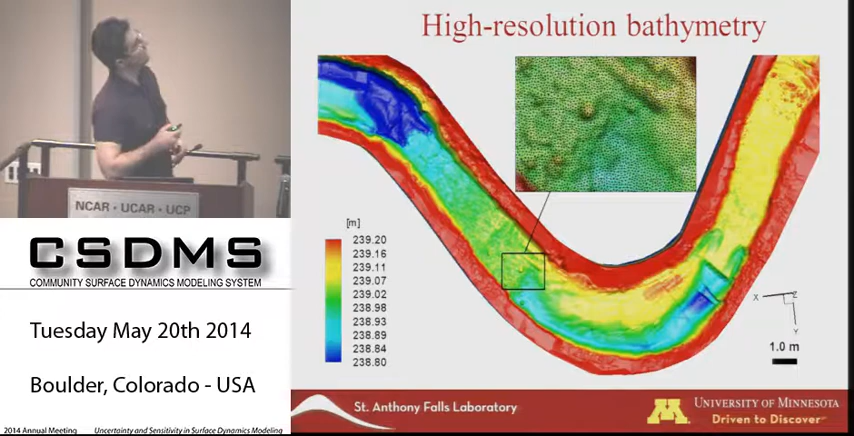 High-resolution bathymetry
NCAR • UCAR • UCP
CSDMS
COMMUNITY SURFACE DYNAMICS MODELING SYSTEM
Tuesday May 20th 2014
Boulder, Colorado - USA
2014 Annual Meeting Uncertainty and Sensitivity in Surface Dynamics Modeling
[m]
239.20
239.16
239.11
239.07
239.02
238.98
238.93
238.89
238.84
238.80
X Z
Y
1.0 m
St. Anthony Falls Laboratory
M UNIVERSITY OF MINNESOTA
Driven to Discover